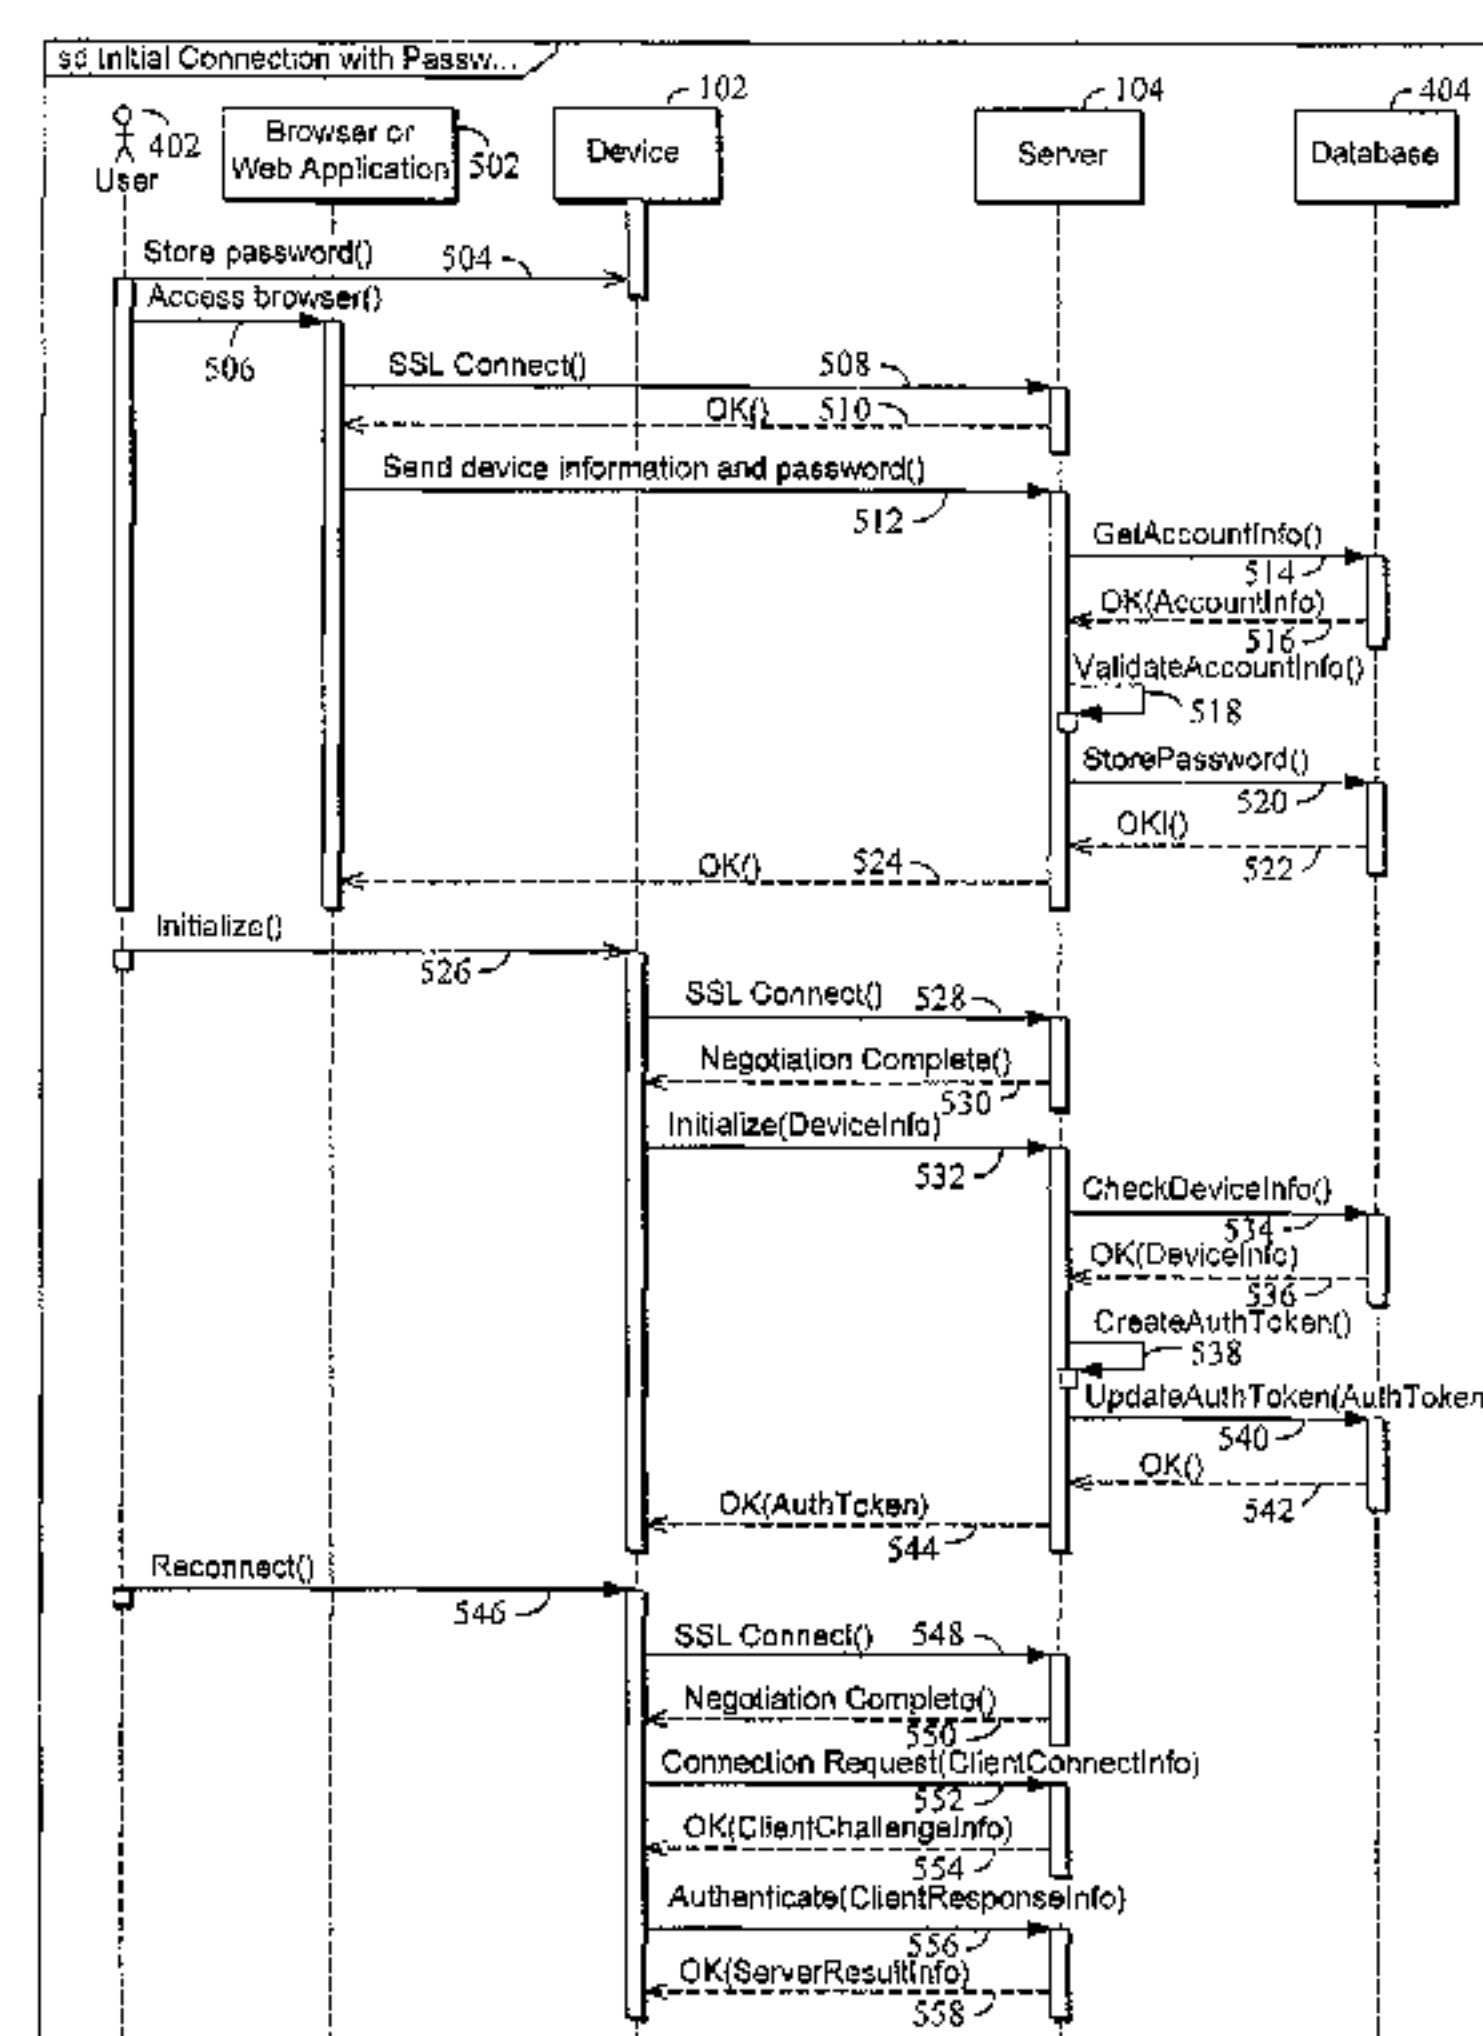 sd Initial Connection with Passw...
102
104
404
402
User
Browser or
Web Application
502
Device
Server
Database
Store password()
504
Access browser()
506
SSL Connect()
508
OK()
510
Send device information and password()
512
GetAccountInfo()
514
OK(AccountInfo)
516
ValidateAccountInfo()
518
StorePassword()
520
OKI()
522
OK()
524
Initialize()
526
SSL Connect()
528
Negotiation Complete()
530
Initialize(DeviceInfo)
532
CheckDeviceInfo()
534
OK(DeviceInfo)
536
CreateAuthToken()
538
UpdateAuthToken(AuthToken
540
OK()
542
OK(AuthToken)
544
Reconnect()
546
SSL Connect()
548
Negotiation Complete()
550
Connection Request(ClientConnectInfo)
552
OK(ClientChallengeInfo)
554
Authenticate(ClientResponseInfo)
556
OK(ServerResultInfo)
558